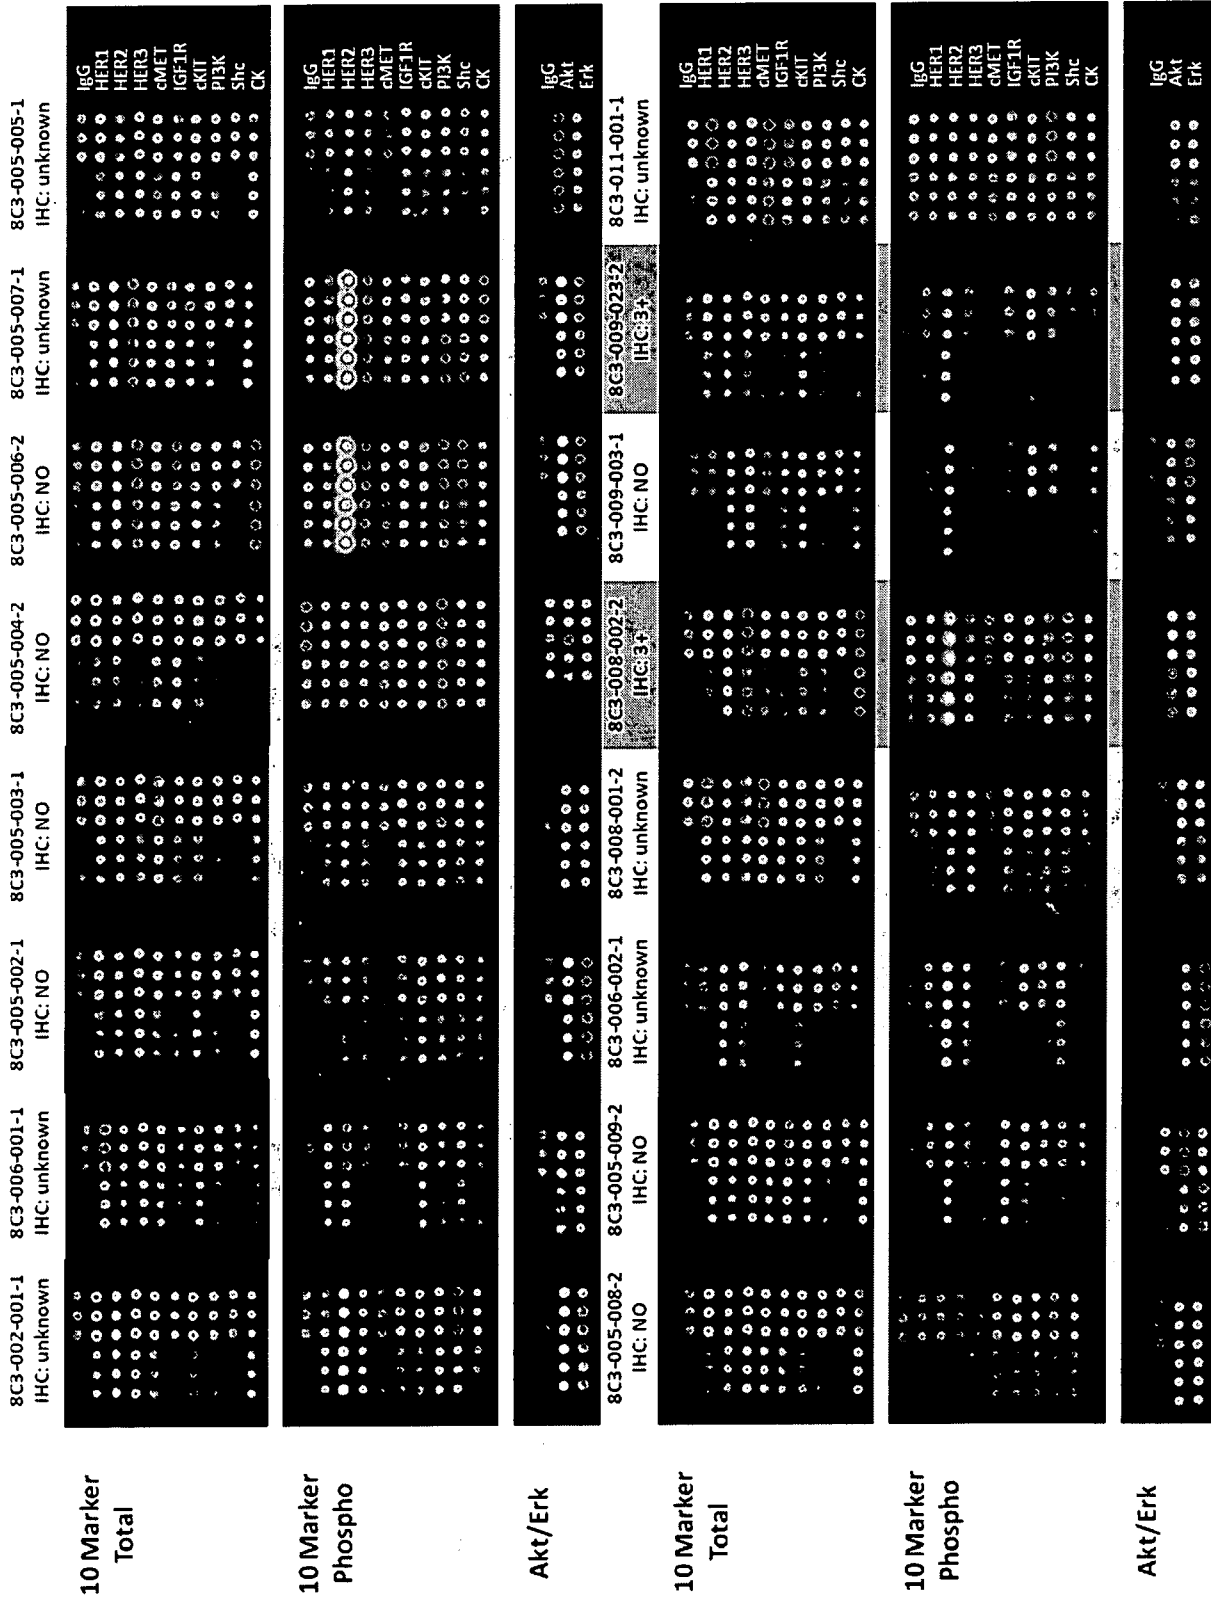 8C3-002-001-1
IHC: unknown
8C3-006-001-1
IHC: unknown
8C3-005-002-1
IHC: NO
8C3-005-003-1
IHC: NO
8C3-005-004-2
IHC: NO
8C3-005-006-2
IHC: NO
8C3-005-007-1
IHC: unknown
8C3-005-005-1
IHC: unknown
10 Marker
Total
IgG
HER1
HER2
HER3
cMET
IGF1R
cKIT
PI3K
Shc
CK
10 Marker
Phospho
IgG
HER1
HER2
HER3
cMET
IGF1R
cKIT
PI3K
Shc
CK
Akt/Erk
IgG
Akt
Erk
8C3-005-008-2
IHC: NO
8C3-005-009-2
IHC: NO
8C3-006-002-1
IHC: unknown
8C3-008-001-2
IHC: unknown
8C3-008-002-2
IHC: 3+
8C3-009-003-1
IHC: NO
8C3-009-023-2
IHC: 3+
8C3-011-001-1
IHC: unknown
10 Marker
Total
IgG
HER1
HER2
HER3
cMET
IGF1R
cKIT
PI3K
Shc
CK
10 Marker
Phospho
IgG
HER1
HER2
HER3
cMET
IGF1R
cKIT
PI3K
Shc
CK
Akt/Erk
IgG
Akt
Erk